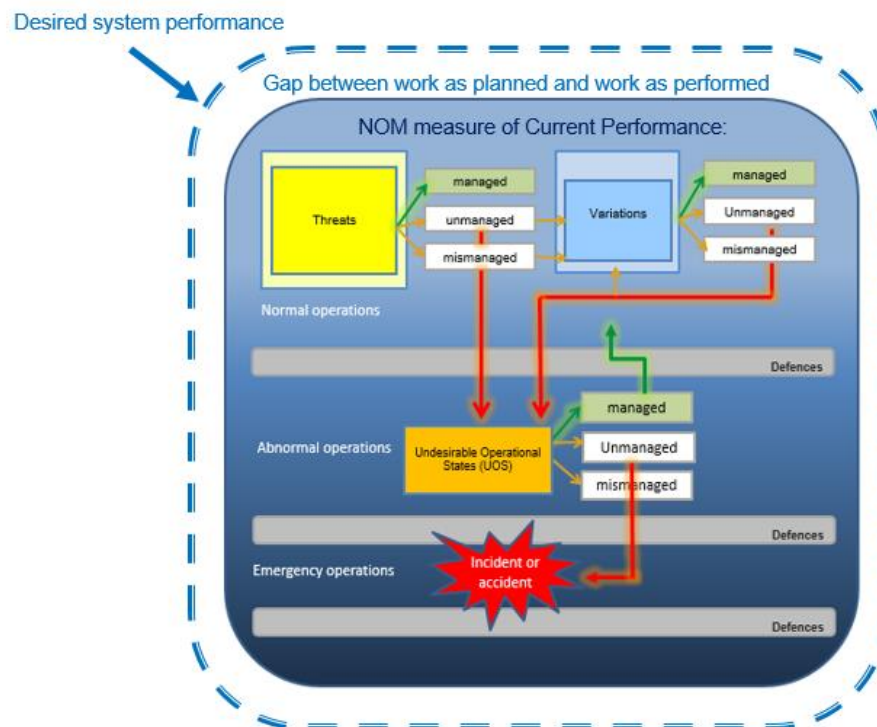 Desired system performance
Gap between work as planned and work as performed
NOM measure of Current Performance:
Threats
managed
unmanaged
mismanaged
Variations
managed
Unmanaged
mismanaged
Normal operations
Defences
Abnormal operations
Undesirable Operational
States (UOS)
managed
Unmanaged
mismanaged
Defences
Emergency operations
Incident or
accident
Defences